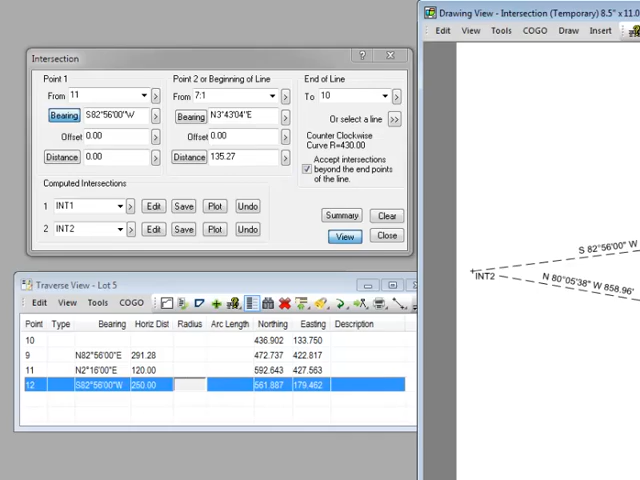 Drawing View - Intersection (Temporary) 8.5" x 11.0
Edit View Tools COGO Draw Insert
Intersection
Point 1
From 11
Bearing S82°56'00"W
Offset 0.00
Distance 0.00
Point 2 or Beginning of Line
From 7:1
Bearing N3°43'04"E
Offset 0.00
Distance 135.27
End of Line
To 10
Or select a line >>
Counter Clockwise
Curve R=430.00
Accept intersections
beyond the end points
of the line.
Computed Intersections
1 INT1 Edit Save Plot Undo
2 INT2 Edit Save Plot Undo
Summary Clear
View Close
S 82°56'00" W
INT2
N 80°05'38" W 858.96'
Traverse View - Lot 5
Edit View Tools COGO
Point Type Bearing Horiz Dist Radius Arc Length Northing Easting Description
10 436.902 133.750
9 N82°56'00"E 291.28 472.737 422.817
11 N2°16'00"E 120.00 592.643 427.563
12 S82°56'00"W 250.00 561.887 179.462